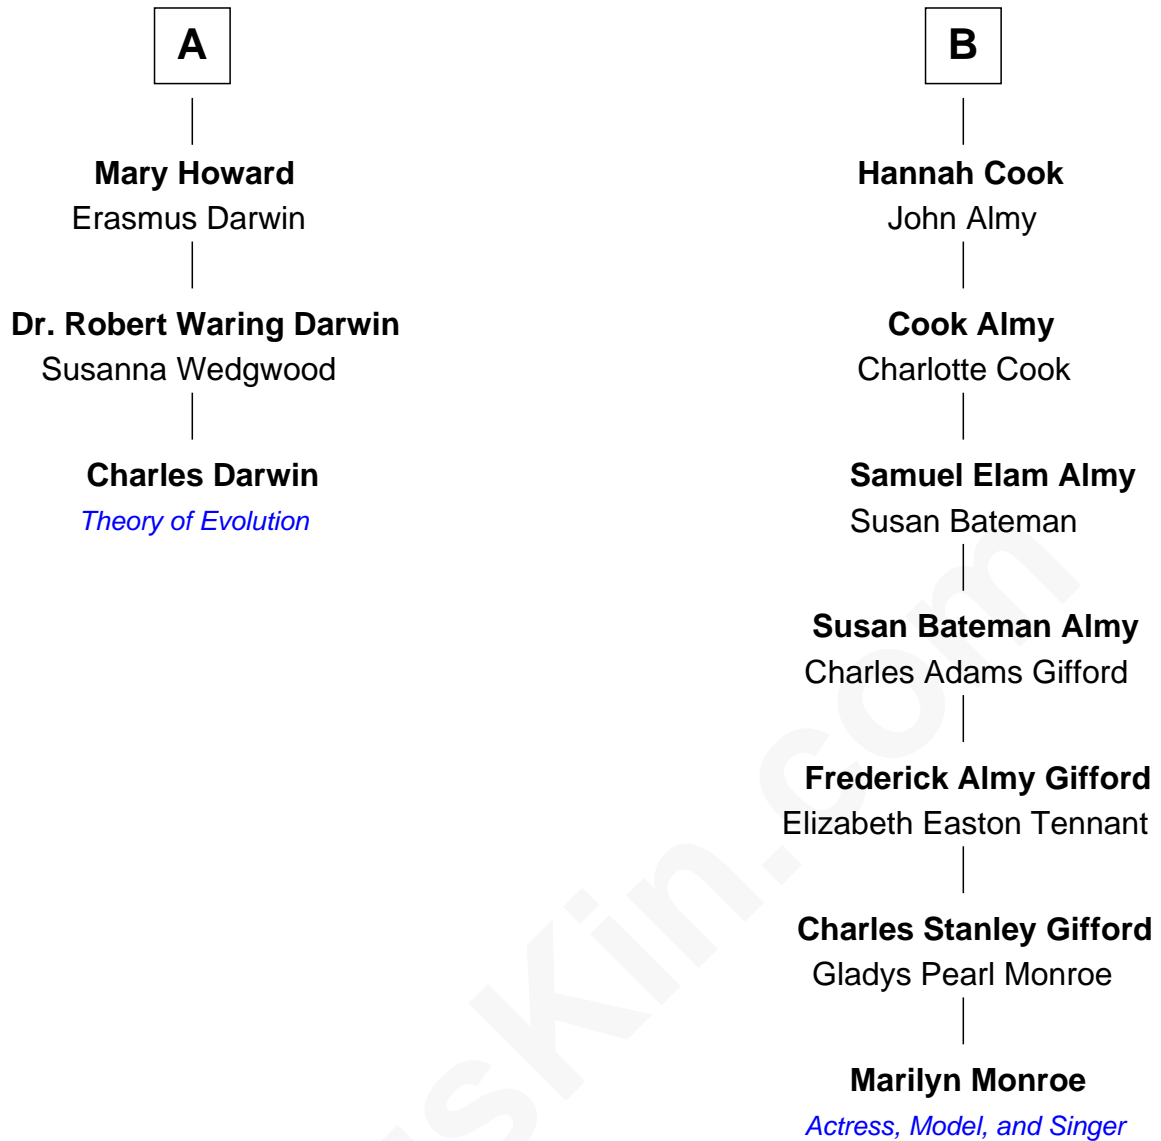 A
Mary Howard
Erasmus Darwin
Dr. Robert Waring Darwin
Susanna Wedgwood
Charles Darwin
Theory of Evolution
B
Hannah Cook
John Almy
Cook Almy
Charlotte Cook
Samuel Elam Almy
Susan Bateman
Susan Bateman Almy
Charles Adams Gifford
Frederick Almy Gifford
Elizabeth Easton Tennant
Charles Stanley Gifford
Gladys Pearl Monroe
Marilyn Monroe
Actress, Model, and Singer
usKin.com